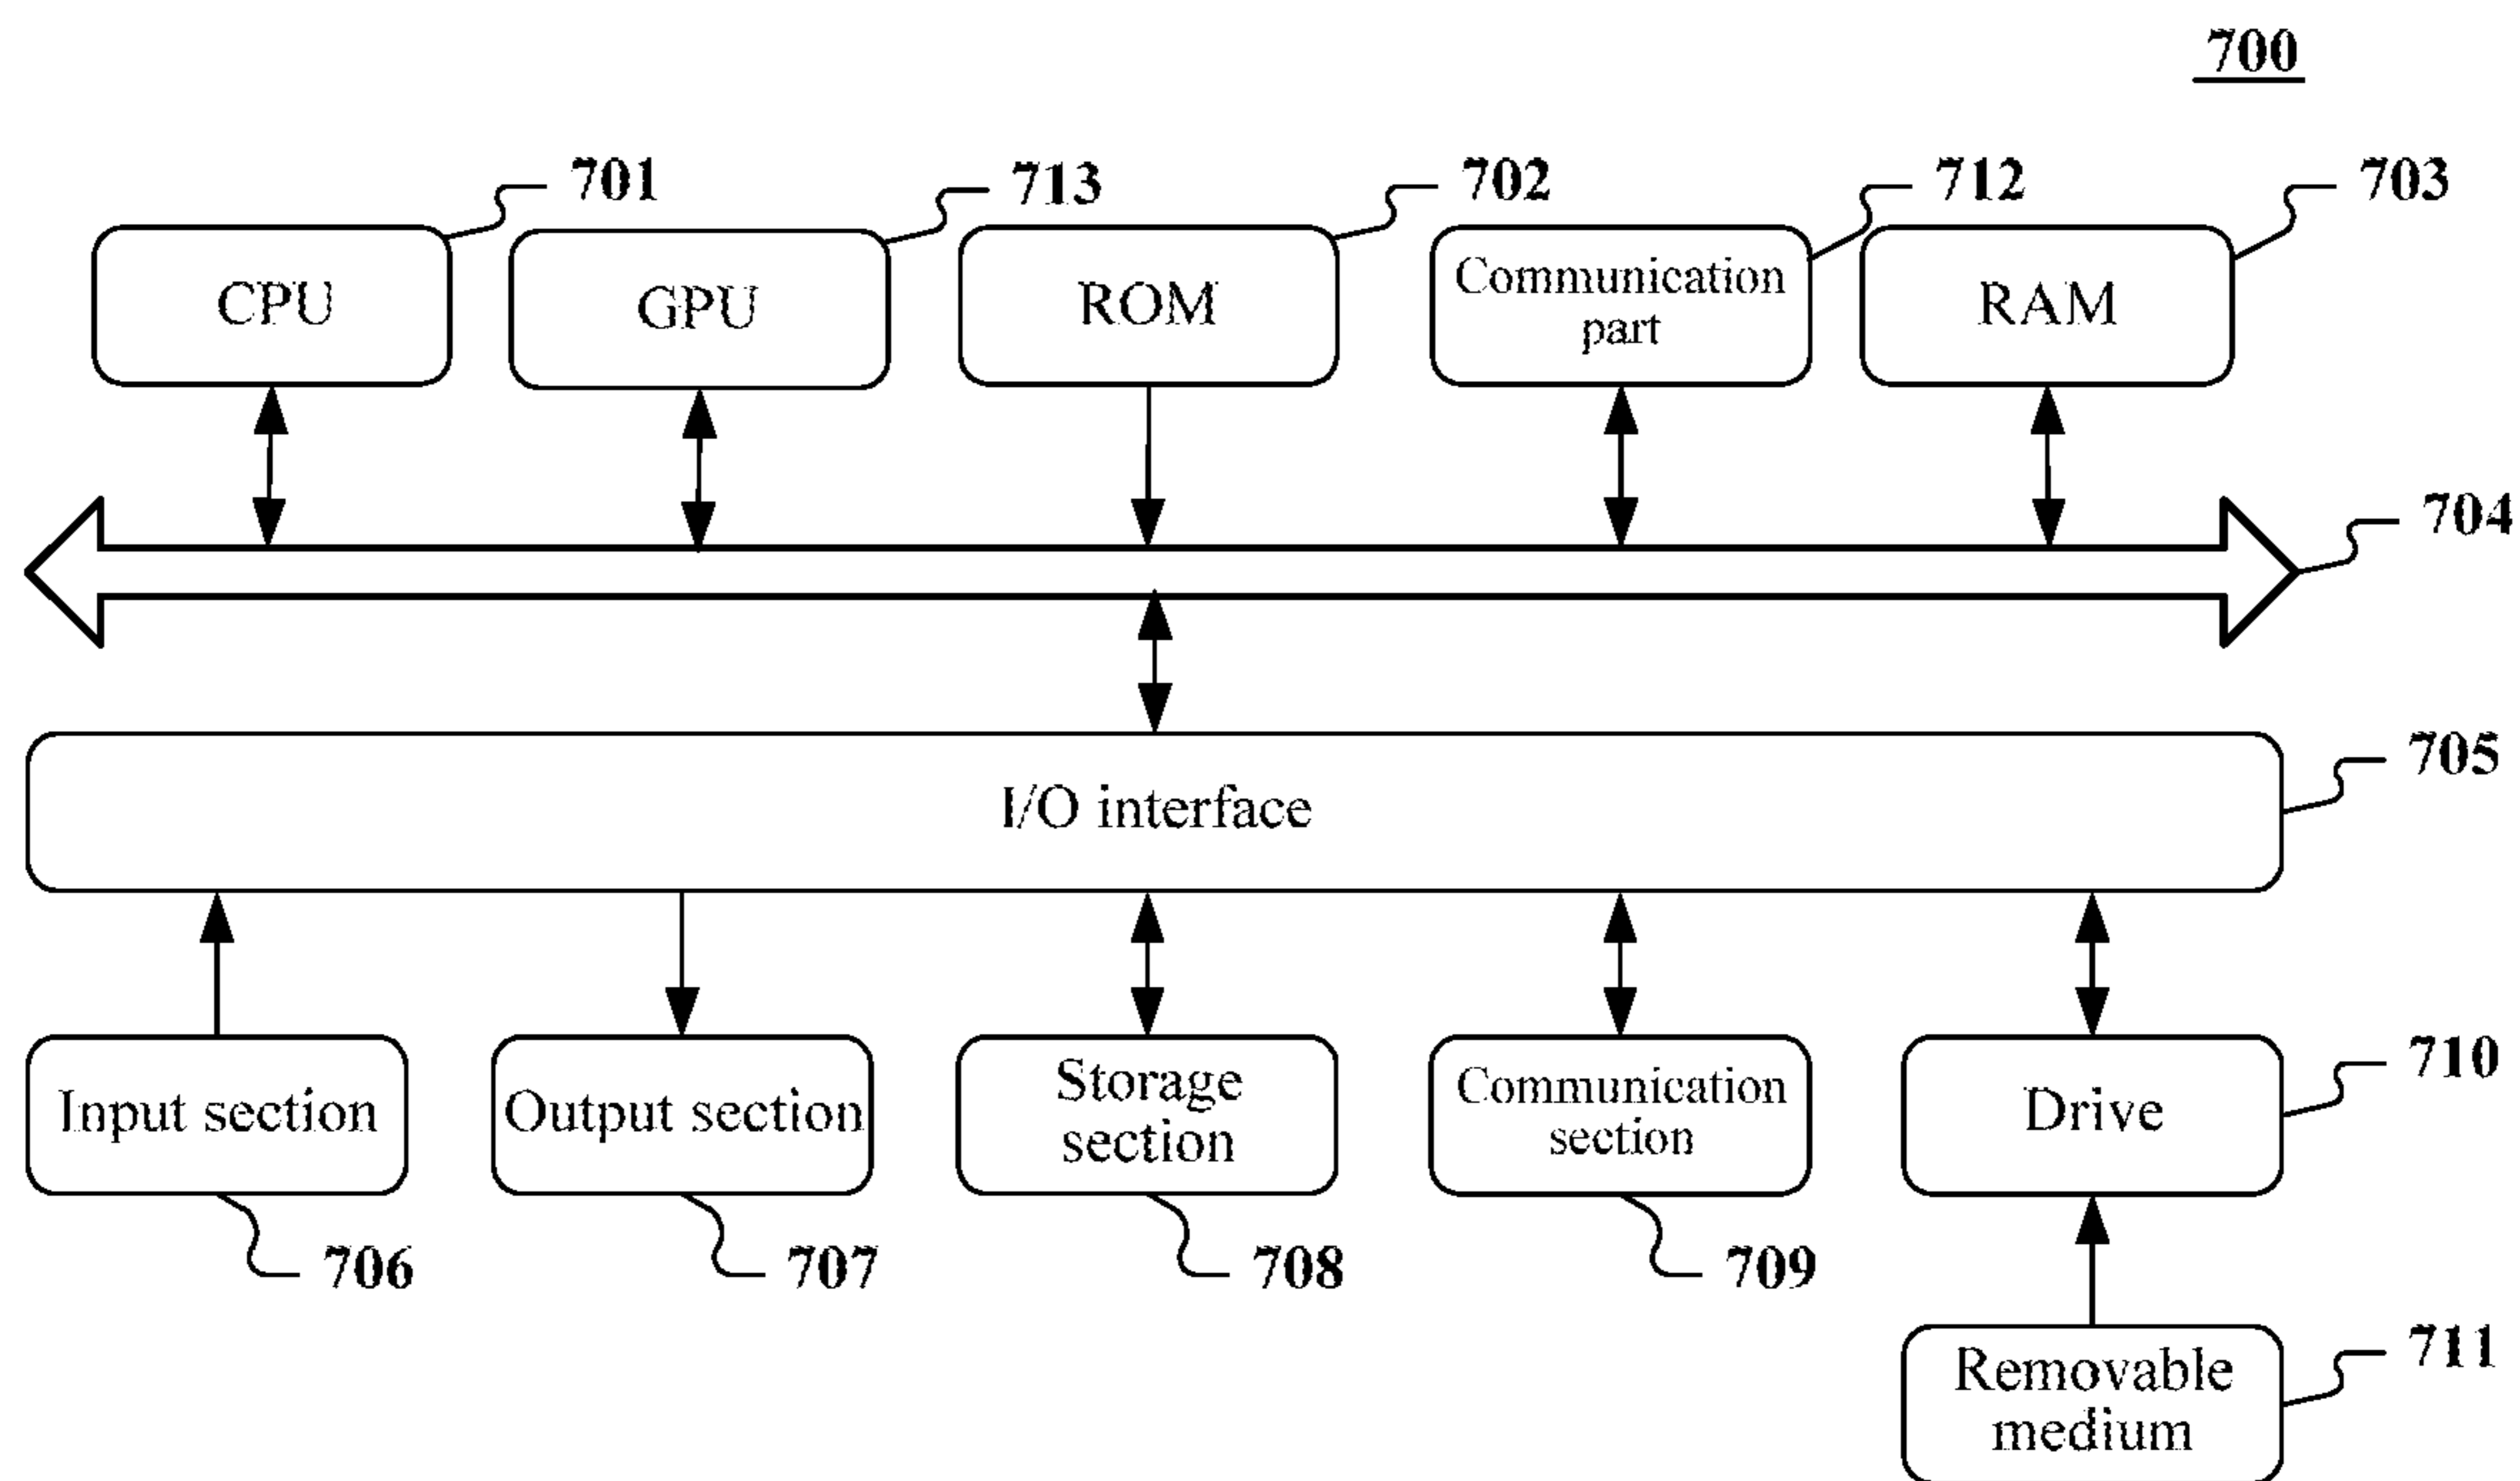 700
701
713
702
712
703
CPU
GPU
ROM
Communication
part
RAM
704
705
I/O interface
Input section
Output section
Storage
section
Communication
section
Drive
710
706
707
708
709
711
Removable
medium